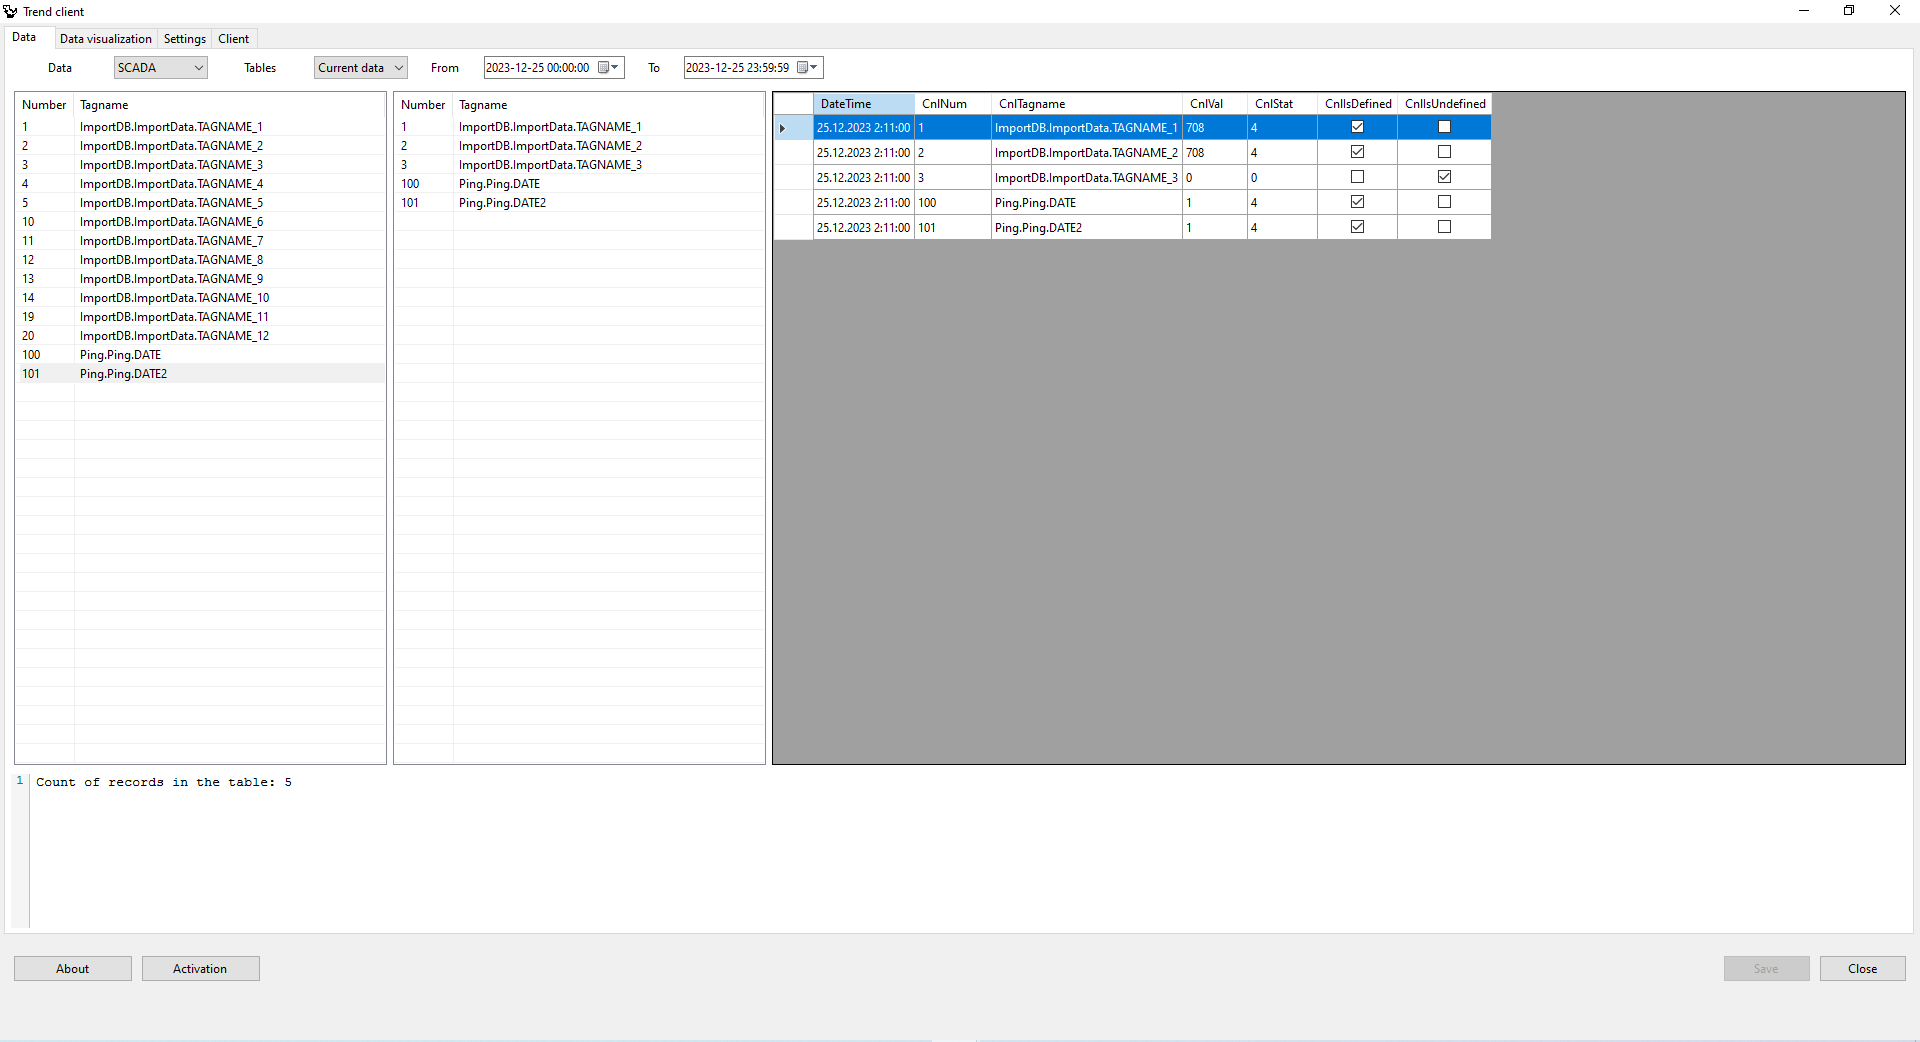 Trend client
Data Data visualization Settings Client
Data SCADA Tables Current data From 2023-12-25 00:00:00 To 2023-12-25 23:59:59
Number Tagname
1 ImportDB.ImportData.TAGNAME_1
2 ImportDB.ImportData.TAGNAME_2
3 ImportDB.ImportData.TAGNAME_3
4 ImportDB.ImportData.TAGNAME_4
5 ImportDB.ImportData.TAGNAME_5
10 ImportDB.ImportData.TAGNAME_6
11 ImportDB.ImportData.TAGNAME_7
12 ImportDB.ImportData.TAGNAME_8
13 ImportDB.ImportData.TAGNAME_9
14 ImportDB.ImportData.TAGNAME_10
19 ImportDB.ImportData.TAGNAME_11
20 ImportDB.ImportData.TAGNAME_12
100 Ping.Ping.DATE
101 Ping.Ping.DATE2
Number Tagname
1 ImportDB.ImportData.TAGNAME_1
2 ImportDB.ImportData.TAGNAME_2
3 ImportDB.ImportData.TAGNAME_3
100 Ping.Ping.DATE
101 Ping.Ping.DATE2
DateTime CnlNum CnlTagname CnlVal CnlStat CnlIsDefined CnlIsUndefined
25.12.2023 2:11:00 1 ImportDB.ImportData.TAGNAME_1 708 4
25.12.2023 2:11:00 2 ImportDB.ImportData.TAGNAME_2 708 4
25.12.2023 2:11:00 3 ImportDB.ImportData.TAGNAME_3 0 0
25.12.2023 2:11:00 100 Ping.Ping.DATE 1 4
25.12.2023 2:11:00 101 Ping.Ping.DATE2 1 4
1 Count of records in the table: 5
About Activation Save Close